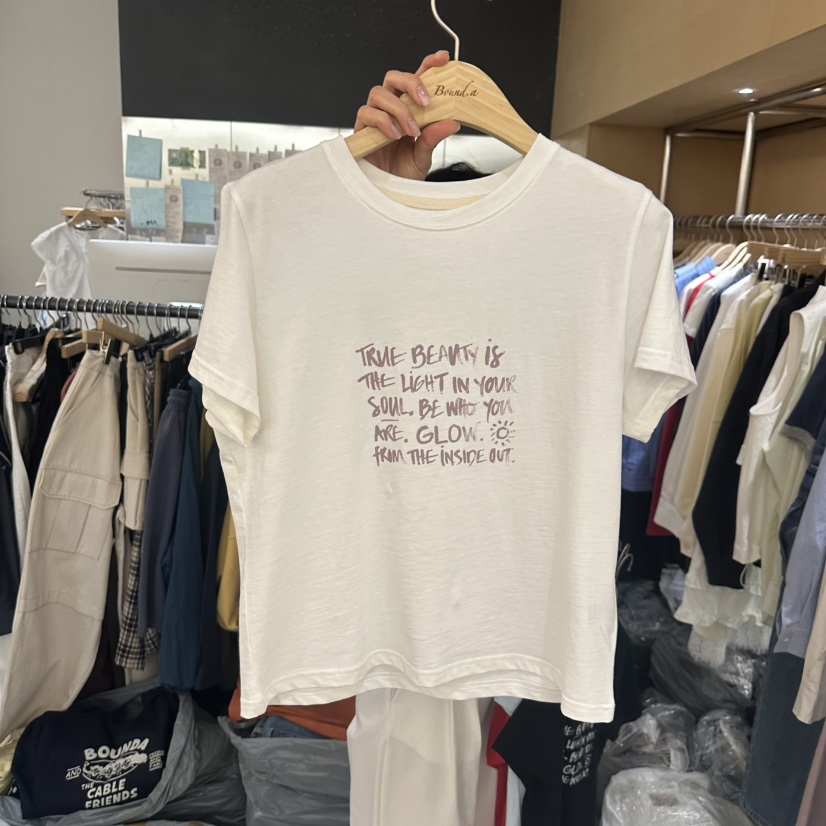 Bound.a
TRUE BEAUTY is
THE LIGHT IN YOUR
SOUL. BE WHO YOU
ARE. GLOW.
FROM THE INSIDE OUT.
BOUNDA
AND
THE
CABLE
FRIENDS